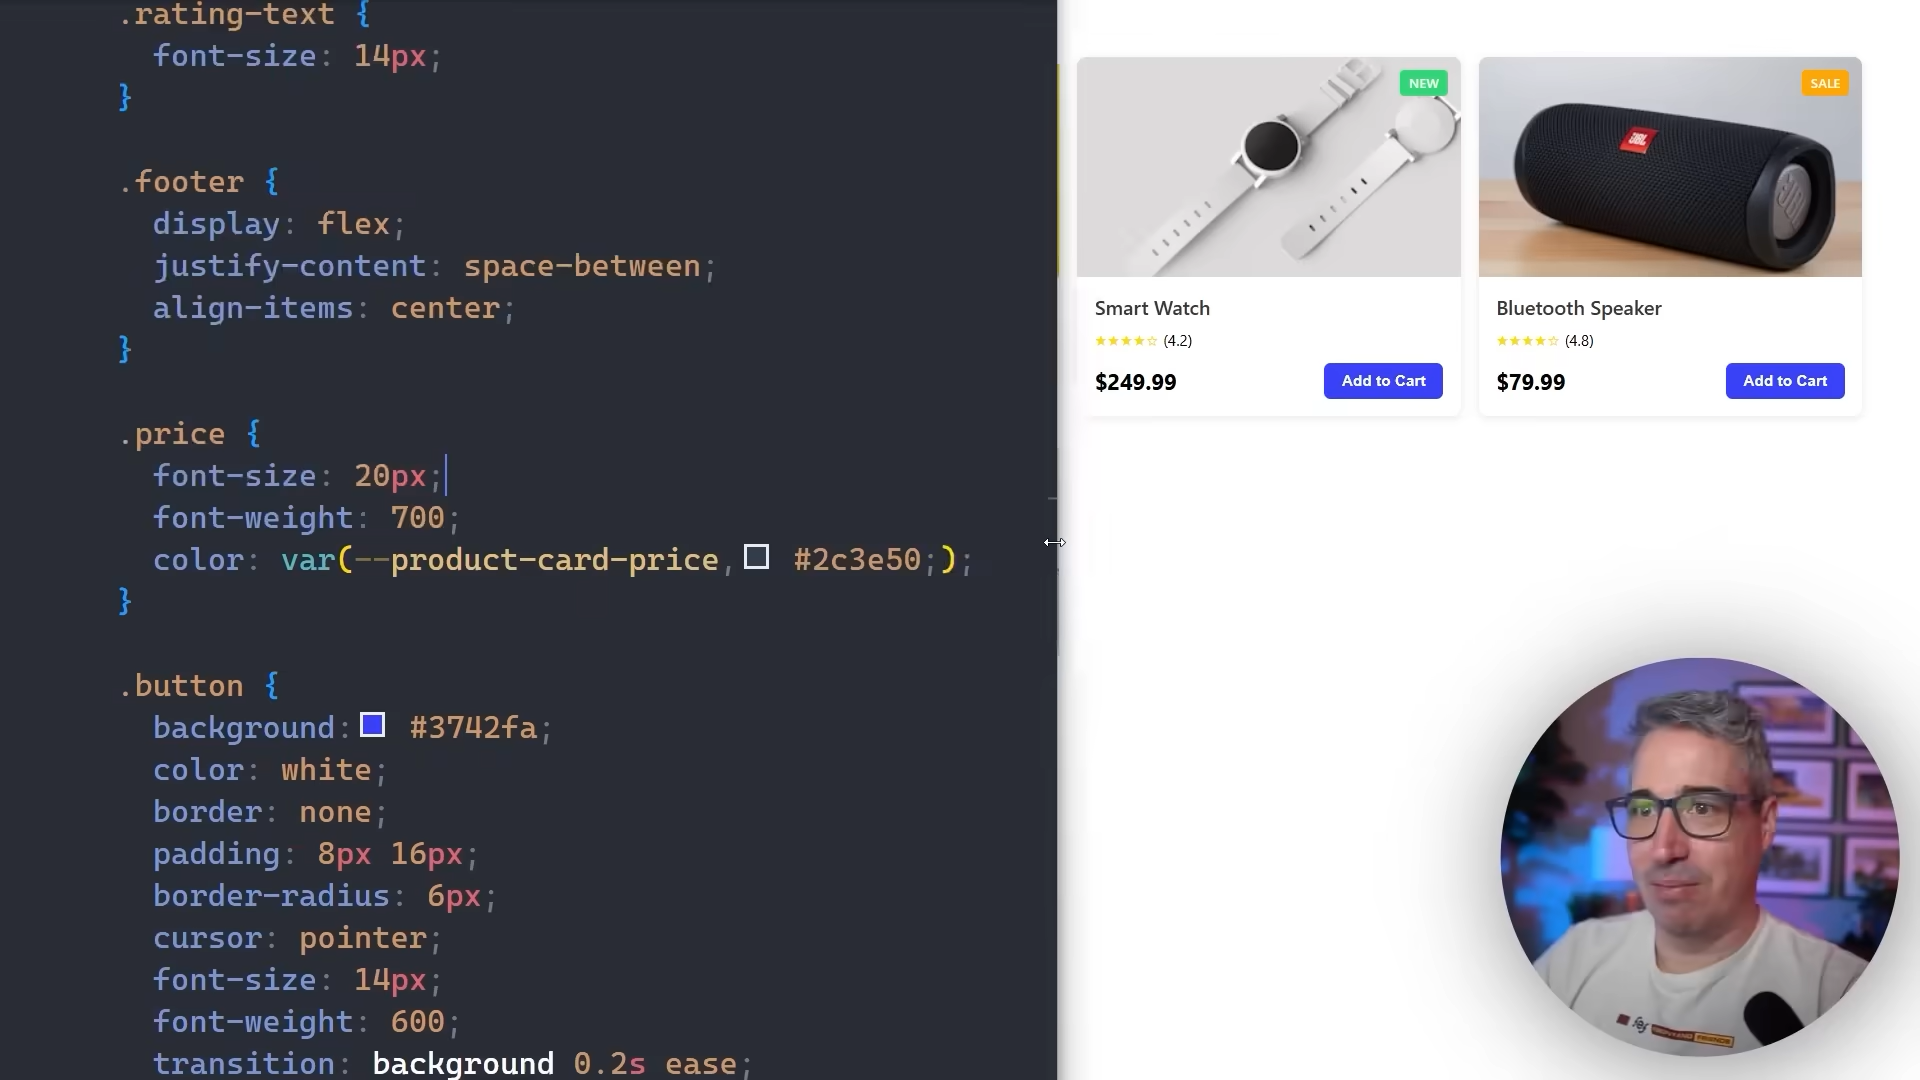 .rating-text {
font-size: 14px;
}
.footer {
display: flex;
justify-content: space-between;
align-items: center;
}
.price {
font-size: 20px;
font-weight: 700;
color: var(--product-card-price, #2c3e50;);
}
.button {
background: #3742fa;
color: white;
border: none;
padding: 8px 16px;
border-radius: 6px;
cursor: pointer;
font-size: 14px;
font-weight: 600;
transition: background 0.2s ease;
NEW
Smart Watch
★★★★☆ (4.2)
$249.99
Add to Cart
SALE
JBL
Bluetooth Speaker
★★★★☆ (4.8)
$79.99
Add to Cart